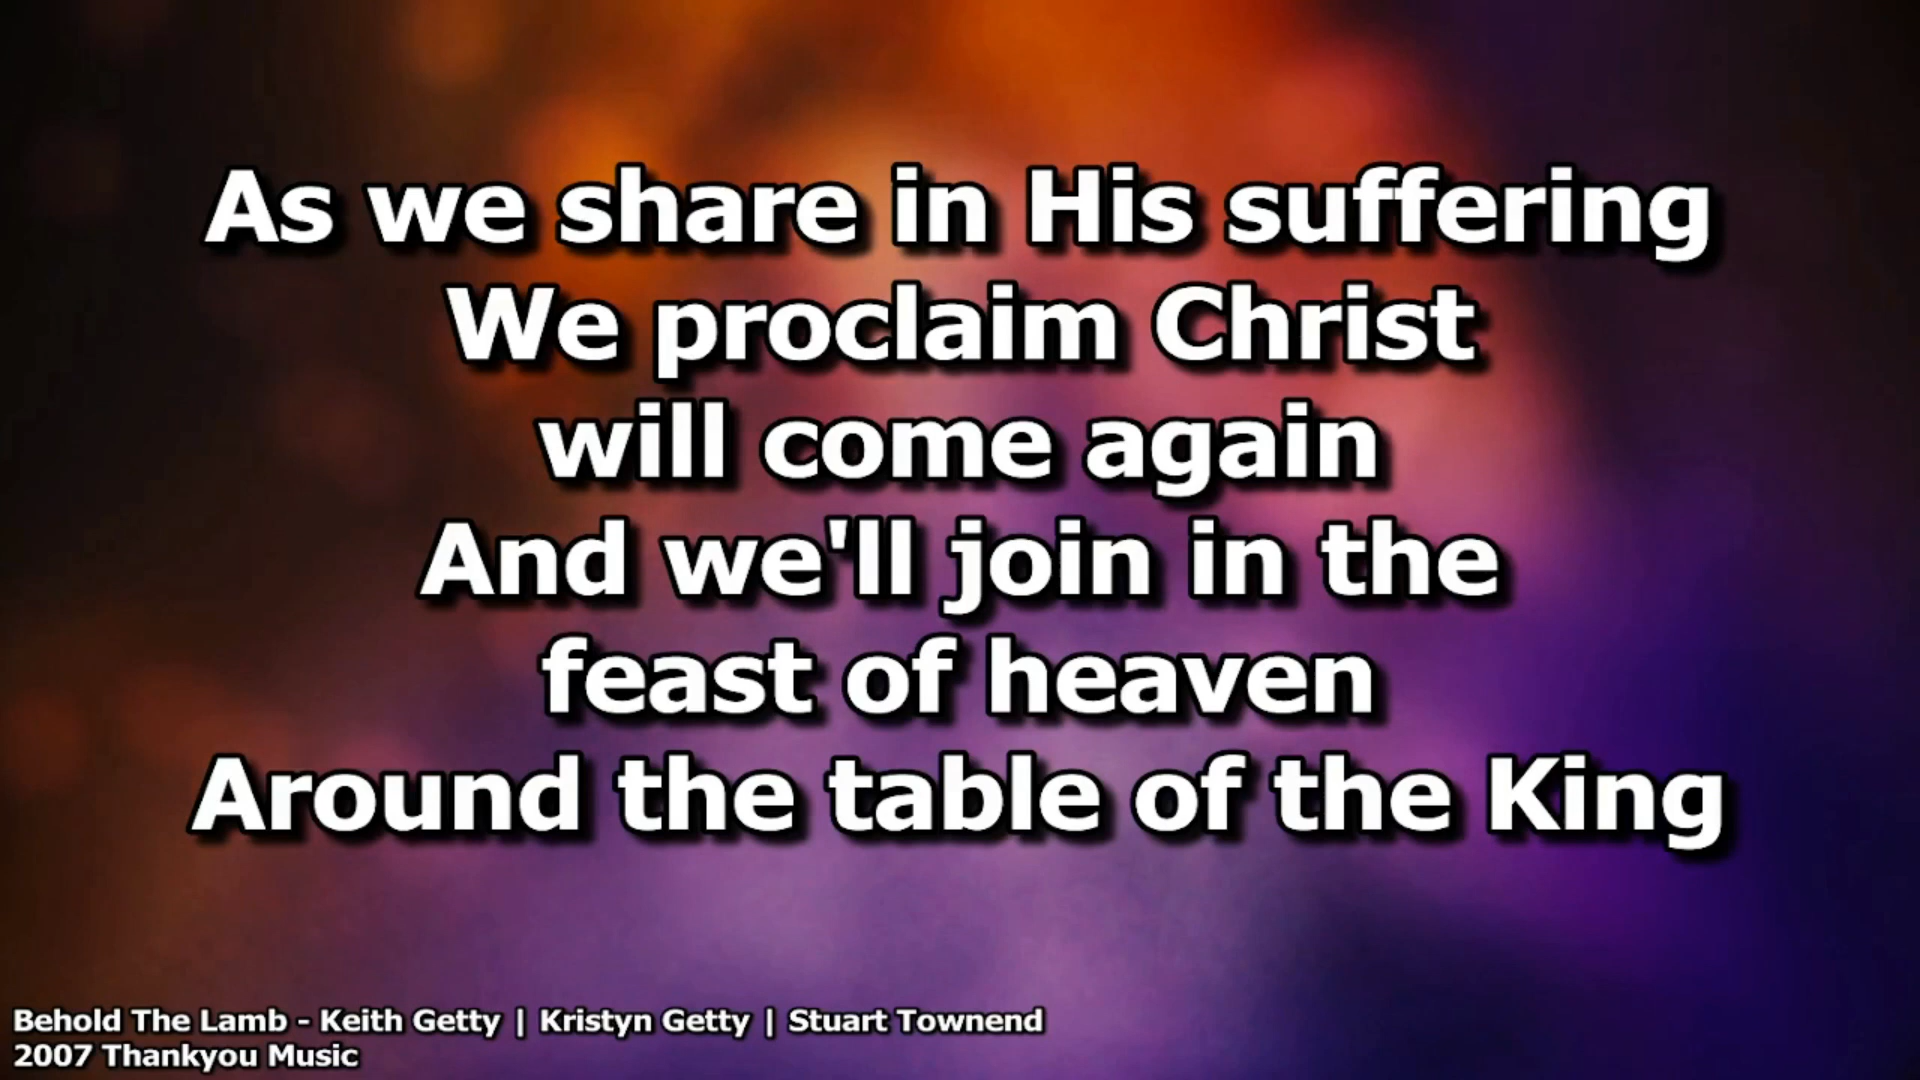 As we share in His suffering
We proclaim Christ
will come again
And we'll join in the
feast of heaven
Around the table of the King
Behold The Lamb - Keith Getty | Kristyn Getty | Stuart Townend
2007 Thankyou Music